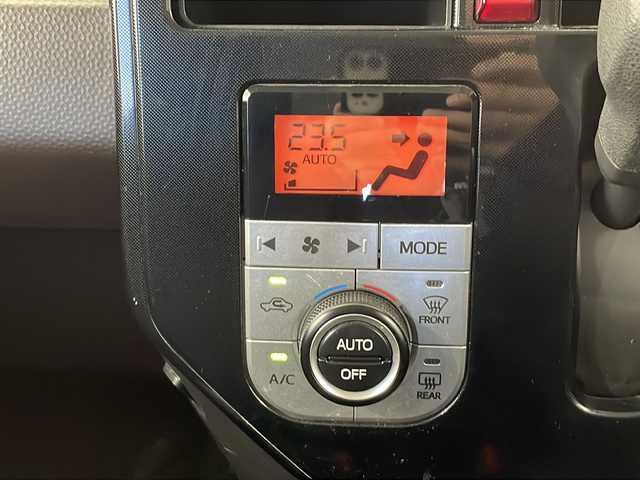 23.5
AUTO
MODE
FRONT
AUTO
OFF
A/C
REAR